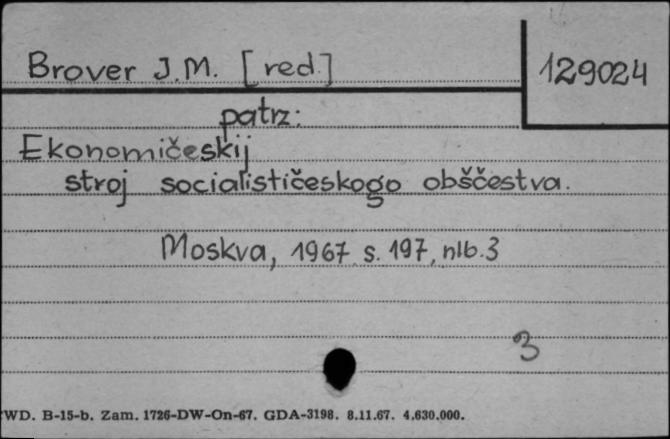 Brover J.M. [red.]
129024
patrz:
Ekonomičeskij
stroj socialističeskogo obščestva.
Moskva, 1967 s. 197, nlb. 3
3
WD. B-15-b. Zam. 1726-DW-On-67. GDA-3198. 8.11.67. 4.630.000.